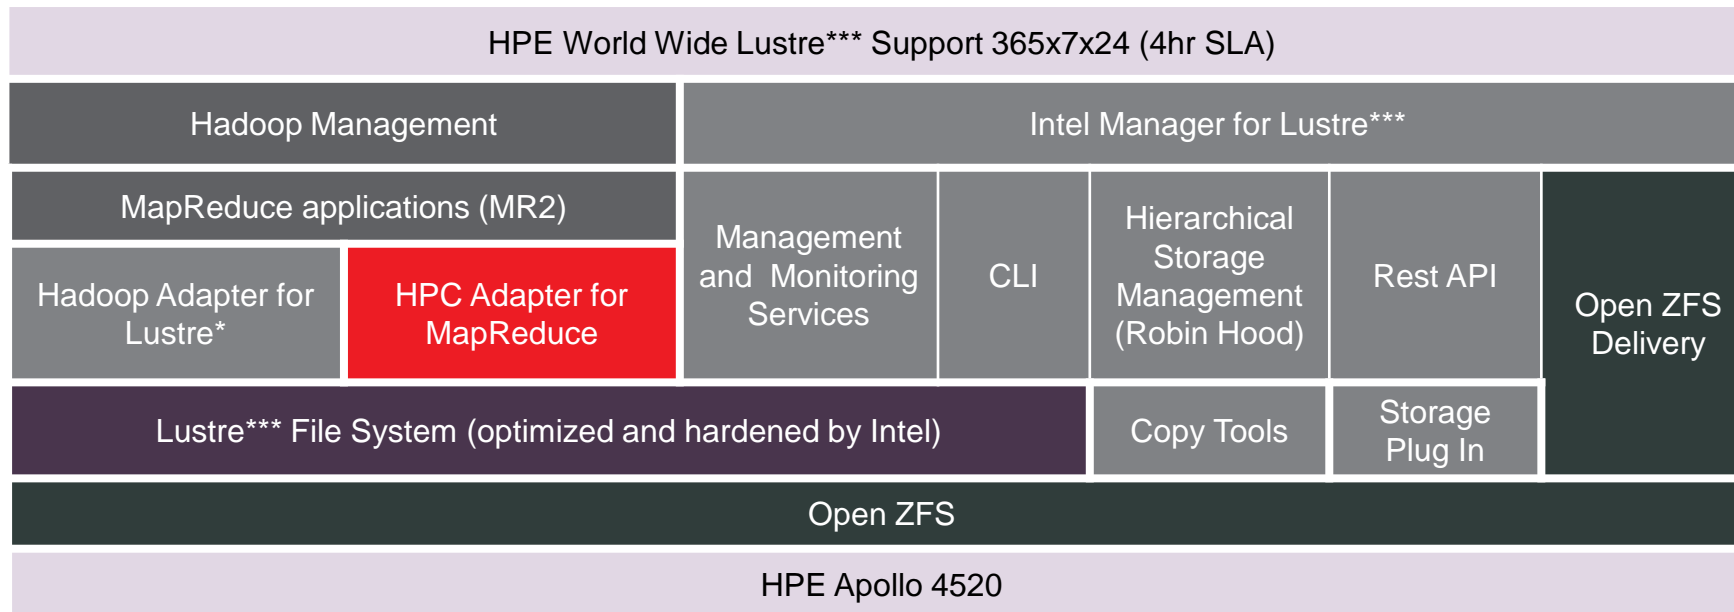 HPE World Wide Lustre*** Support 365x7x24 (4hr SLA)
Hadoop Management
Intel Manager for Lustre***
MapReduce applications (MR2)
Hadoop Adapter for
Lustre*
HPC Adapter for
MapReduce
Management
and Monitoring
Services
CLI
Hierarchical
Storage
Management
(Robin Hood)
Rest API
Open ZFS
Delivery
Lustre*** File System (optimized and hardened by Intel)
Copy Tools
Storage
Plug In
Open ZFS
HPE Apollo 4520